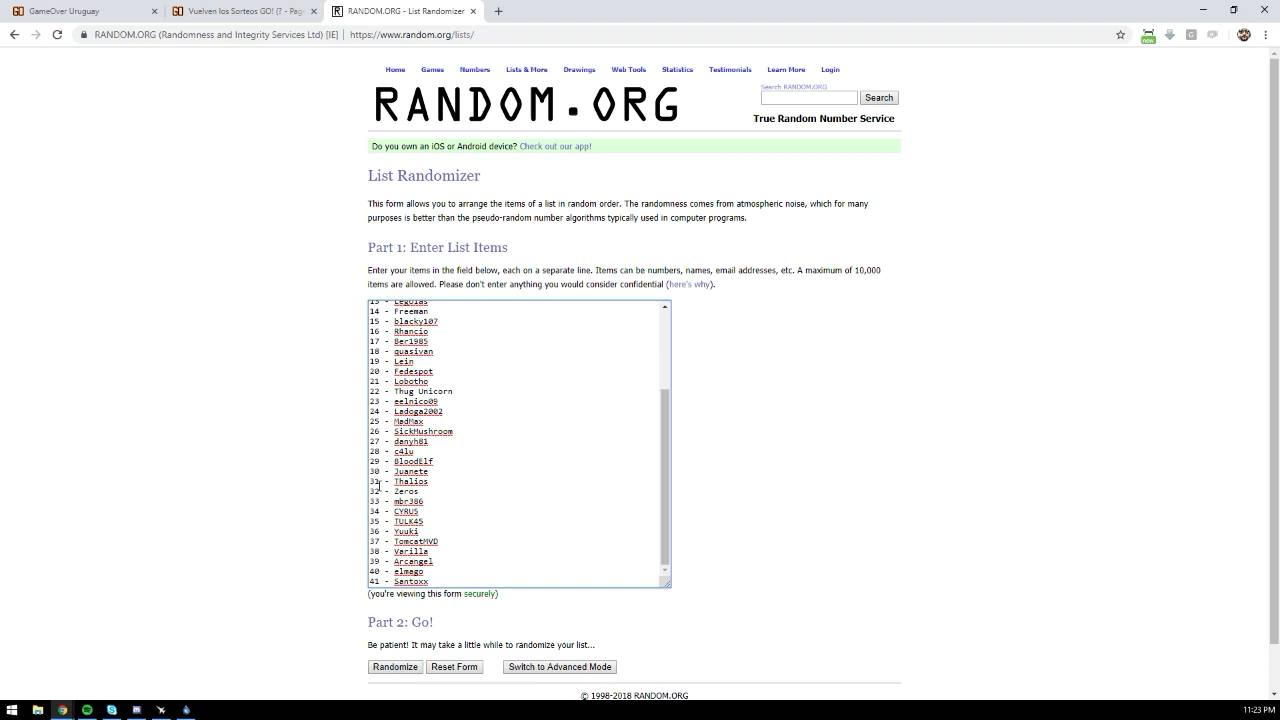 GameOver Uruguay
Vuelven los Sorteos GO! (? - Pag
RANDOM.ORG - List Randomizer
RANDOM.ORG (Randomness and Integrity Services Ltd) [IE] | https://www.random.org/lists/
new
Home Games Numbers Lists & More Drawings Web Tools Statistics Testimonials Learn More Login
RANDOM.ORG
Search RANDOM.ORG
Search
True Random Number Service
Do you own an iOS or Android device? Check out our app!
List Randomizer
This form allows you to arrange the items of a list in random order. The randomness comes from atmospheric noise, which for many
purposes is better than the pseudo-random number algorithms typically used in computer programs.
Part 1: Enter List Items
Enter your items in the field below, each on a separate line. Items can be numbers, names, email addresses, etc. A maximum of 10,000
items are allowed. Please don't enter anything you would consider confidential (here's why).
13 - Legolas
14 - Freeman
15 - blacky107
16 - Rhancio
17 - Ber1985
18 - quasivan
19 - Lein
20 - Fedespot
21 - Lobotho
22 - Thug Unicorn
23 - eelnico09
24 - Ladoga2002
25 - MadMax
26 - SickMushroom
27 - danyh81
28 - c4lu
29 - BloodElf
30 - Juanete
31 - Thalios
32 - Zeros
33 - mbr386
34 - CYRUS
35 - TULK45
36 - Yuuki
37 - TomcatMVD
38 - Varilla
39 - Arcangel
40 - elmago
41 - Santoxx
(you're viewing this form securely)
Part 2: Go!
Be patient! It may take a little while to randomize your list...
Randomize Reset Form Switch to Advanced Mode
© 1998-2018 RANDOM.ORG
11:23 PM